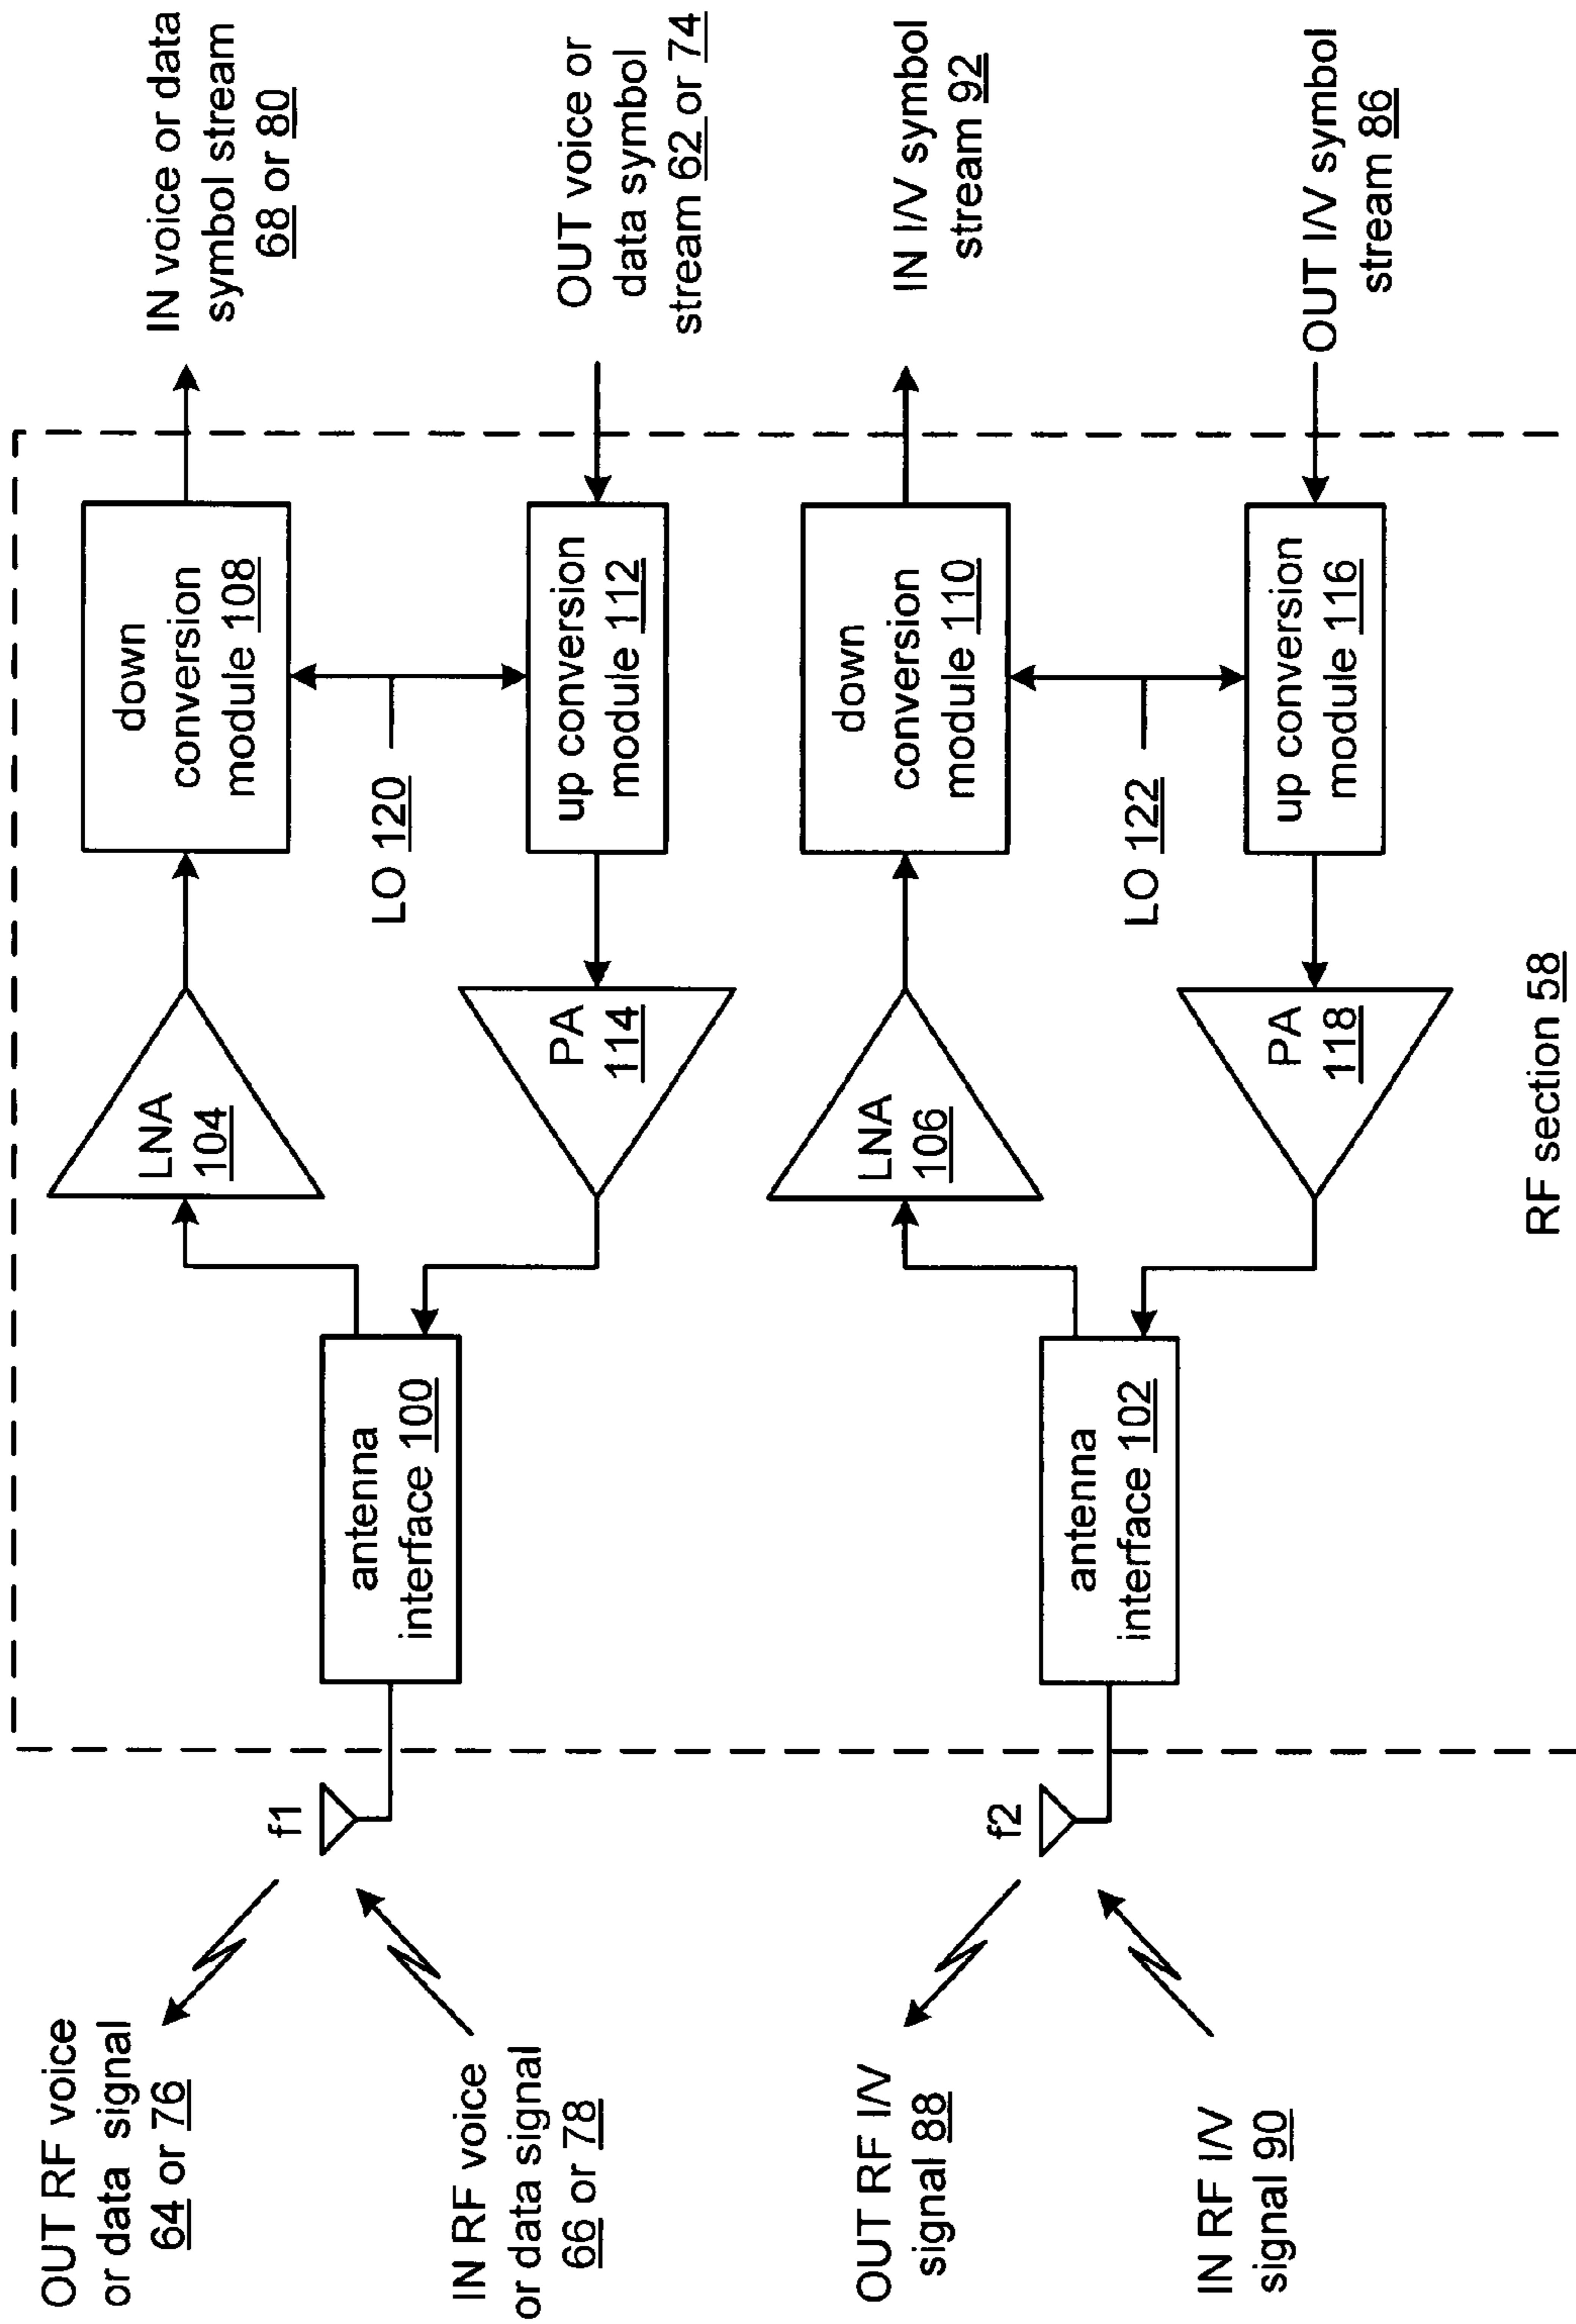 OUT RF voice
or data signal
64 or 76
IN RF voice
or data signal
66 or 78
f1
antenna
interface 100
LNA
104
PA
114
LO 120
down
conversion
module 108
up conversion
module 112
IN voice or data
symbol stream
68 or 80
OUT voice or
data symbol
stream 62 or 74
OUT RF I/V
signal 88
IN RF I/V
signal 90
f2
antenna
interface 102
LNA
106
PA
118
LO 122
down
conversion
module 110
up conversion
module 116
IN I/V symbol
stream 92
OUT I/V symbol
stream 86
RF section 58